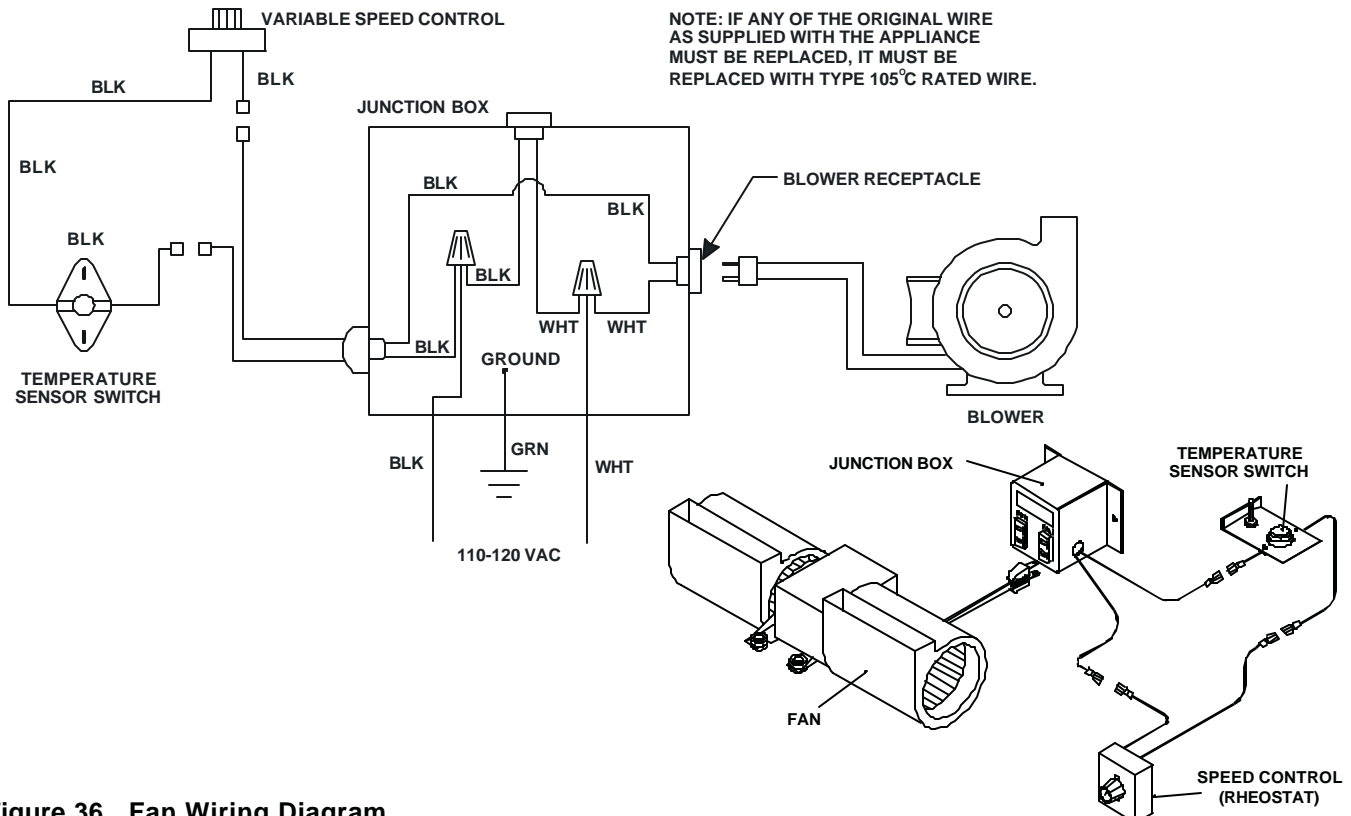 VARIABLE SPEED CONTROL
NOTE: IF ANY OF THE ORIGINAL WIRE
AS SUPPLIED WITH THE APPLIANCE
MUST BE REPLACED, IT MUST BE
REPLACED WITH TYPE 105°C RATED WIRE.
BLK
BLK
JUNCTION BOX
BLK
BLK
BLOWER RECEPTACLE
BLK
BLK
BLK
WHT
WHT
BLK
GROUND
TEMPERATURE
SENSOR SWITCH
BLOWER
GRN
BLK
WHT
110-120 VAC
JUNCTION BOX
TEMPERATURE
SENSOR SWITCH
FAN
SPEED CONTROL
(RHEOSTAT)
Figure 36 Fan Wiring Diagram